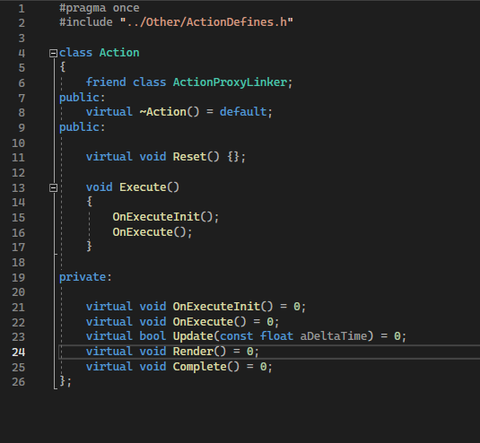 1 #pragma once
2 #include "../Other/ActionDefines.h"
3
4 class Action
5 {
6 friend class ActionProxyLinker;
7 public:
8 virtual ~Action() = default;
9 public:
10
11 virtual void Reset() {};
12
13 void Execute()
14 {
15 OnExecuteInit();
16 OnExecute();
17 }
18
19 private:
20
21 virtual void OnExecuteInit() = 0;
22 virtual void OnExecute() = 0;
23 virtual bool Update(const float aDeltaTime) = 0;
24 virtual void Render() = 0;
25 virtual void Complete() = 0;
26 };